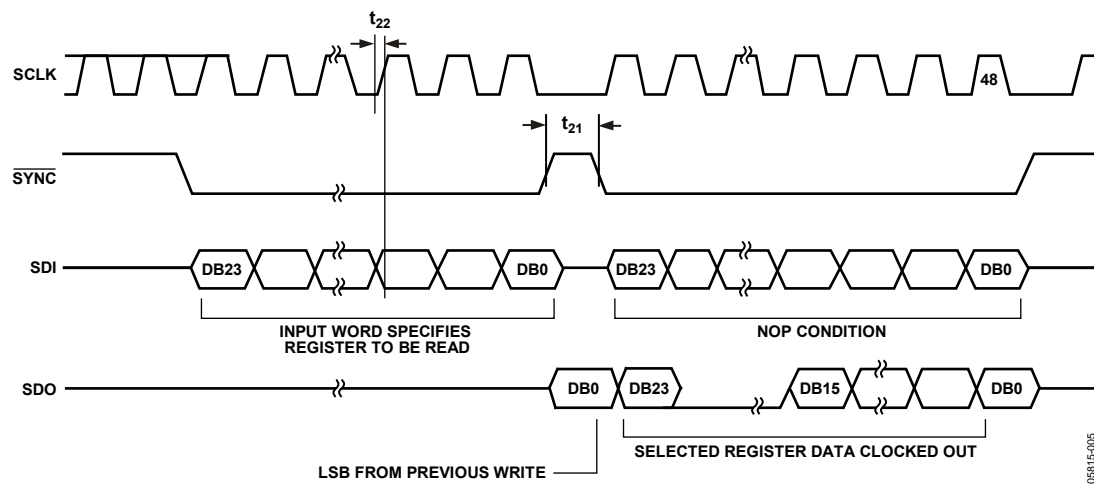 t22
SCLK
48
t21
SYNC
SDI
DB23
DB0
DB23
DB0
INPUT WORD SPECIFIES
REGISTER TO BE READ
NOP CONDITION
SDO
DB0
DB23
DB15
DB0
SELECTED REGISTER DATA CLOCKED OUT
LSB FROM PREVIOUS WRITE
05815-005